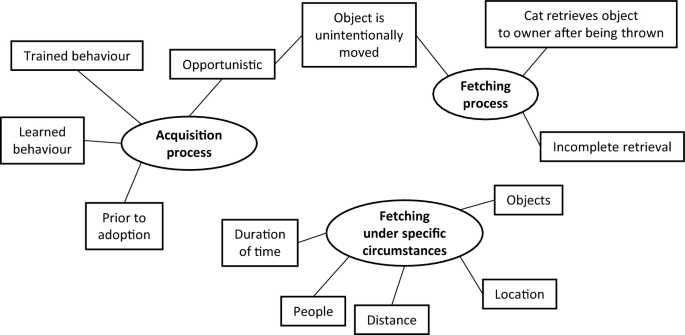 Object is
unintentionally
moved
Cat retrieves object
to owner after being thrown
Trained behaviour
Opportunistic
Fetching
process
Learned
behaviour
Acquisition
process
Incomplete retrieval
Prior to
adoption
Objects
Fetching
under specific
circumstances
Duration
of time
Location
People
Distance